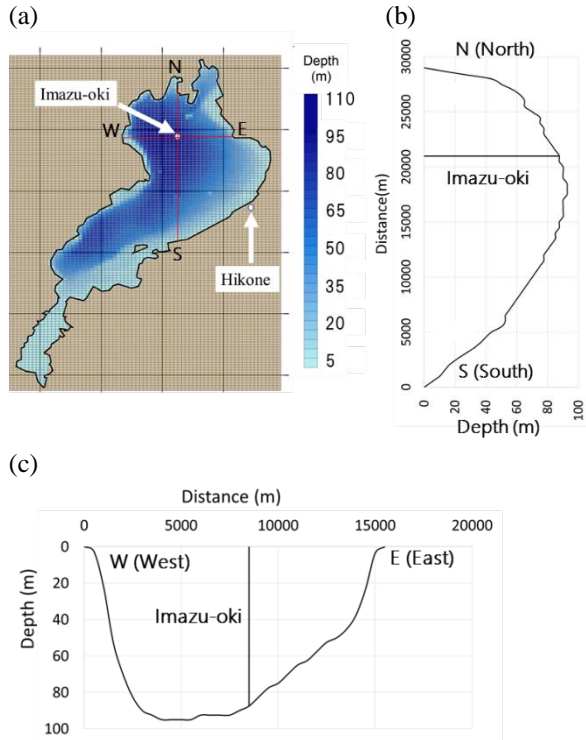 (a)
Depth
(m)
110
95
80
65
50
35
20
5
N
Imazu-oki
W
E
S
Hikone
(b)
N (North)
30000
25000
20000
15000
10000
5000
0
Distance(m)
Imazu-oki
S (South)
0
20
40
60
80
100
Depth (m)
(c)
Distance (m)
0 5000 10000 15000 20000
0
20
40
60
80
100
Depth (m)
W (West)
E (East)
Imazu-oki